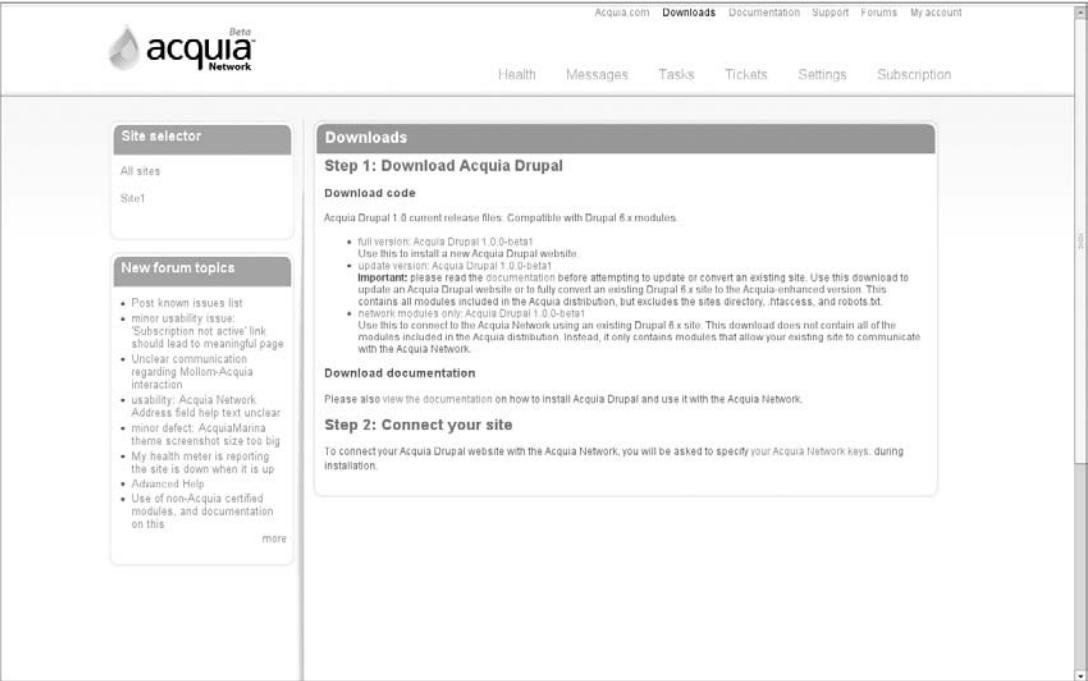 Acquia.com Downloads Documentation Support Forums My account
Beta
acquia
Network
Health Messages Tasks Tickets Settings Subscription
Site selector
All sites
Site1
New forum topics
Post known issues list
minor usability issue:
'Subscription not active' link
should lead to meaningful page
Unclear communication
regarding Mollom-Acquia
interaction
usability: Acquia Network
Address field help text unclear
minor defect: AcquiaMarina
theme screenshot size too big
My health meter is reporting
the site is down when it is up
Advanced Help
Use of non-Acquia certified
modules, and documentation
on this
more
Downloads
Step 1: Download Acquia Drupal
Download code
Acquia Drupal 1.0 current release files. Compatible with Drupal 6.x modules.
full version: Acquia Drupal 1.0.0-beta1
Use this to install a new Acquia Drupal website.
update version: Acquia Drupal 1.0.0-beta1
Important: please read the documentation before attempting to update or convert an existing site. Use this download to
update an Acquia Drupal website or to fully convert an existing Drupal 6.x site to the Acquia-enhanced version. This
contains all modules included in the Acquia distribution, but excludes the sites directory, .htaccess, and robots.txt.
network modules only: Acquia Drupal 1.0.0-beta1
Use this to connect to the Acquia Network using an existing Drupal 6.x site. This download does not contain all of the
modules included in the Acquia distribution. Instead, it only contains modules that allow your existing site to communicate
with the Acquia Network.
Download documentation
Please also view the documentation on how to install Acquia Drupal and use it with the Acquia Network.
Step 2: Connect your site
To connect your Acquia Drupal website with the Acquia Network, you will be asked to specify your Acquia Network keys. during
installation.